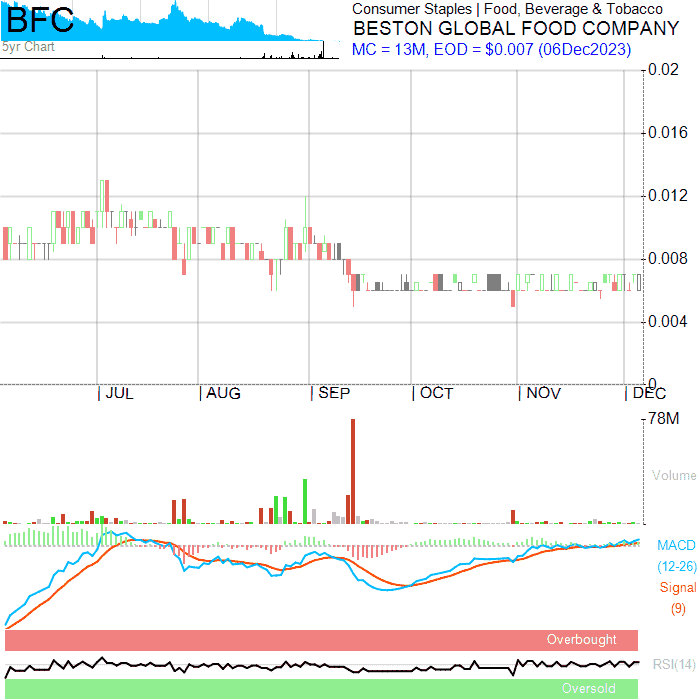 BFC
5yr Chart
Consumer Staples | Food, Beverage & Tobacco
BESTON GLOBAL FOOD COMPANY
MC = 13M, EOD = $0.007 (06Dec2023)
0.02
0.016
0.012
0.008
0.004
0
JUL AUG SEP OCT NOV DEC
78M
Volume
MACD
(12-26)
Signal
(9)
Overbought
RSI(14)
Oversold